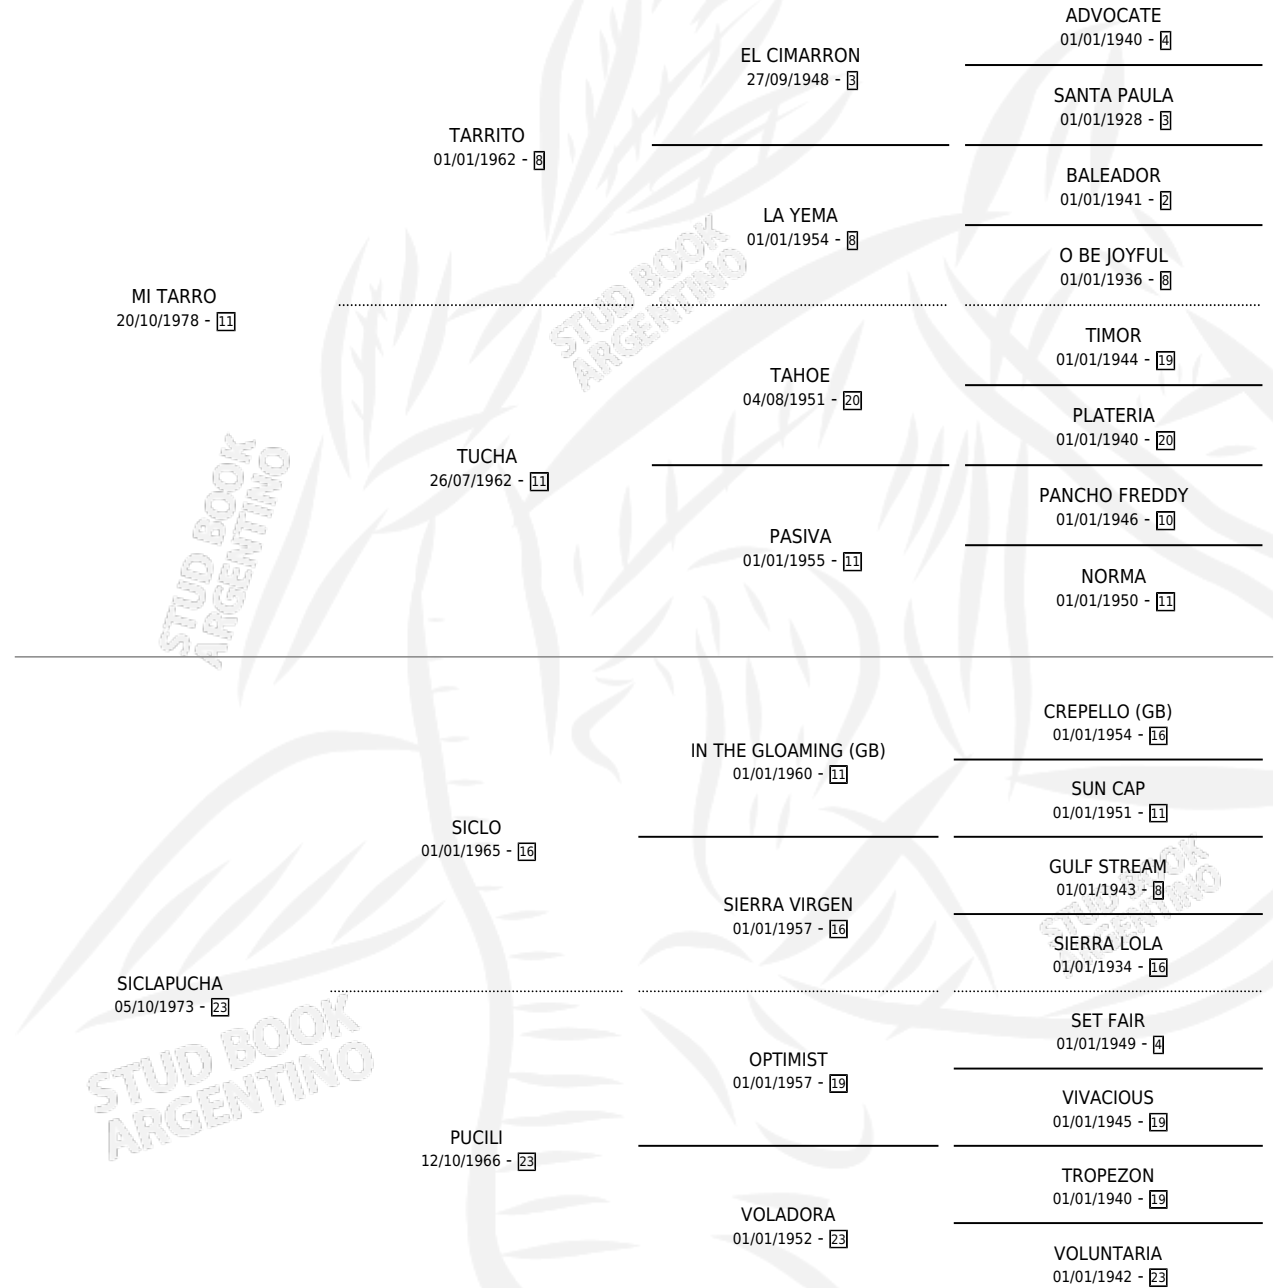 ADVOCATE
01/01/1940 - 4
EL CIMARRON
27/09/1948 - 3
SANTA PAULA
01/01/1928 - 3
TARRITO
01/01/1962 - 8
BALEADOR
01/01/1941 - 2
LA YEMA
01/01/1954 - 8
O BE JOYFUL
01/01/1936 - 8
MI TARRO
20/10/1978 - 11
STUD BOOK
ARGENTINO
TIMOR
01/01/1944 - 19
TAHOE
04/08/1951 - 20
PLATERIA
01/01/1940 - 20
TUCHA
26/07/1962 - 11
PANCHO FREDDY
01/01/1946 - 10
PASIVA
01/01/1955 - 11
NORMA
01/01/1950 - 11
STUD BOOK
ARGENTINO
CREPELLO (GB)
01/01/1954 - 16
IN THE GLOAMING (GB)
01/01/1960 - 11
SUN CAP
01/01/1951 - 11
SICLO
01/01/1965 - 16
GULF STREAM
01/01/1943 - 8
SIERRA VIRGEN
01/01/1957 - 16
STUD BOOK
ARGENTINO
SIERRA LOLA
01/01/1934 - 16
SICLAPUCHA
05/10/1973 - 23
SET FAIR
01/01/1949 - 4
OPTIMIST
01/01/1957 - 19
STUD BOOK
ARGENTINO
VIVACIOUS
01/01/1945 - 19
PUCILI
12/10/1966 - 23
TROPEZON
01/01/1940 - 19
VOLADORA
01/01/1952 - 23
VOLUNTARIA
01/01/1942 - 23